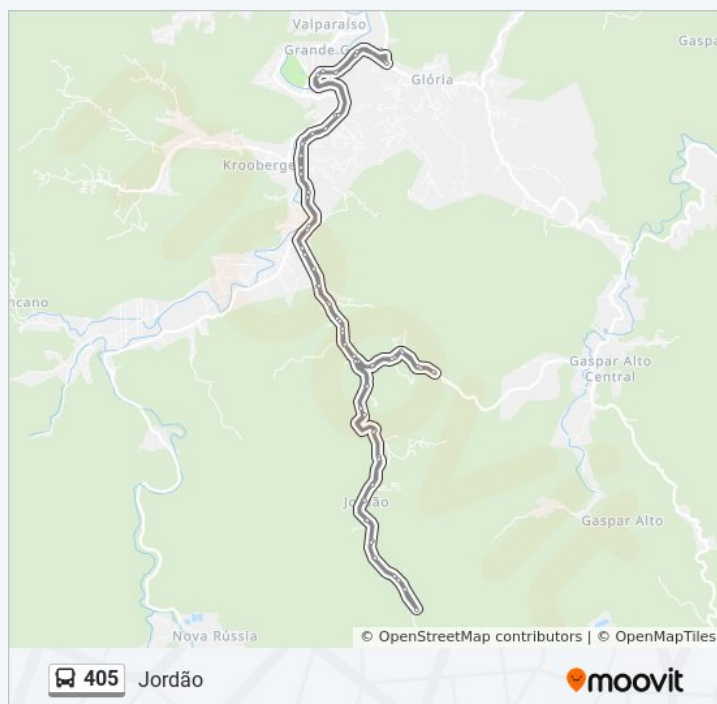 Valparaíso
Grande G
Gaspa
Glória
Krooberge
ncano
Gaspar Alto
Central
Jordão
Gaspar Alto
Nova Rússia
© OpenStreetMap contributors | © OpenMapTiles
405 Jordão
moovit